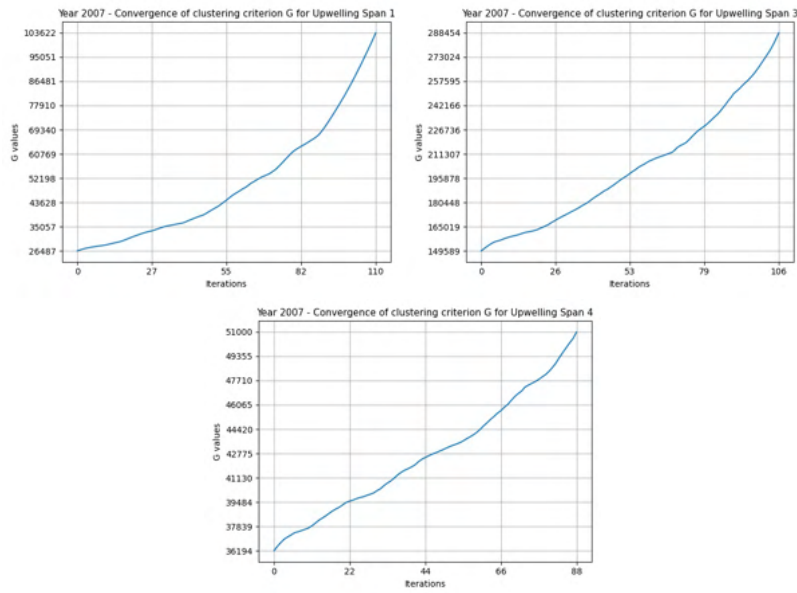 Year 2007 - Convergence of clustering criterion G for Upwelling Span 1
103622
95051
86481
77910
69340
60769
52198
43628
35057
26487
G values
0 27 55 82 110
Iterations
Year 2007 - Convergence of clustering criterion G for Upwelling Span 3
288454
273024
257595
242166
226736
211307
195878
180448
165019
149589
G values
0 26 53 79 106
Iterations
Year 2007 - Convergence of clustering criterion G for Upwelling Span 4
51000
49355
47710
46065
44420
42775
41130
39484
37839
36194
G values
0 22 44 66 88
Iterations